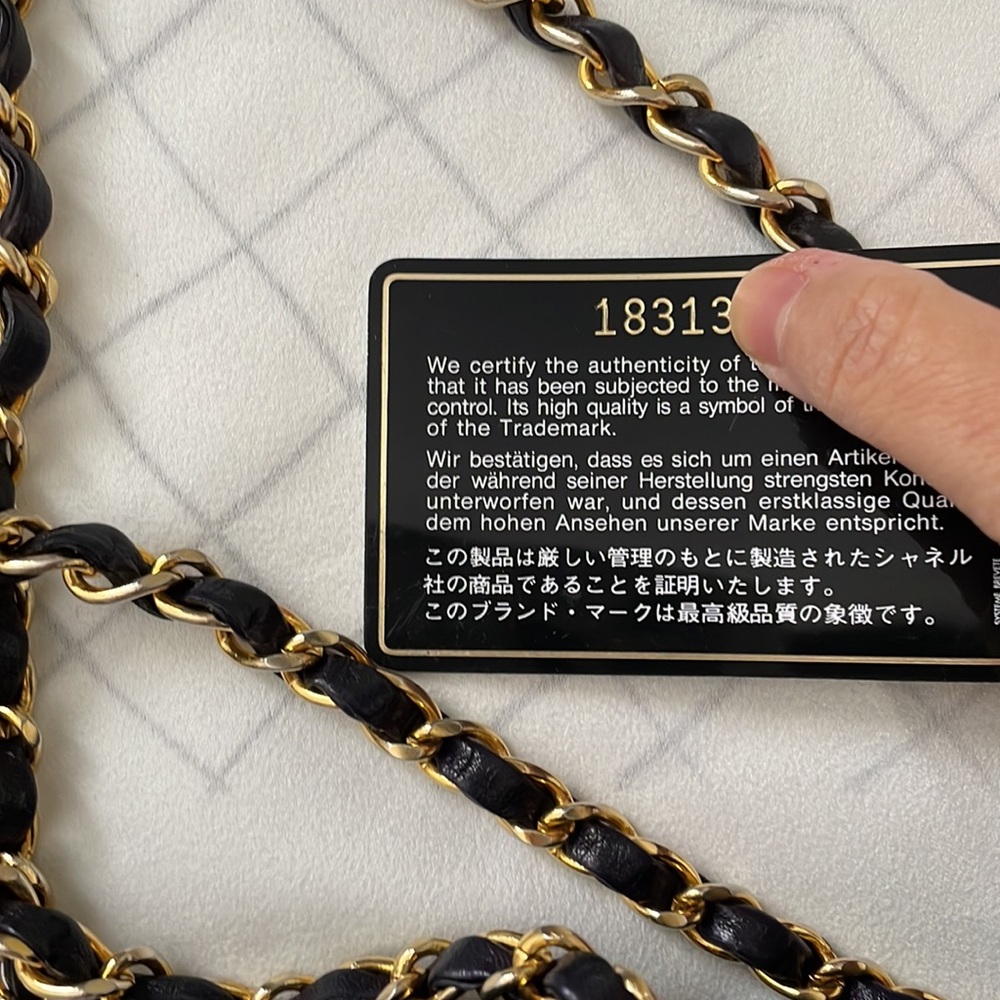 18313
We certify the authenticity of
that it has been subjected to the
control. Its high quality is a symbol of
of the Trademark.
Wir bestätigen, dass es sich um einen
der während seiner Herstellung strengsten
unterworfen war, und dessen erstklassige
dem hohen Ansehen unserer Marke entspricht.
この製品は厳しい管理のもとに製造されたシャネル
社の商品であることを証明いたします。
このブランド・マークは最高級品質の象徴です。